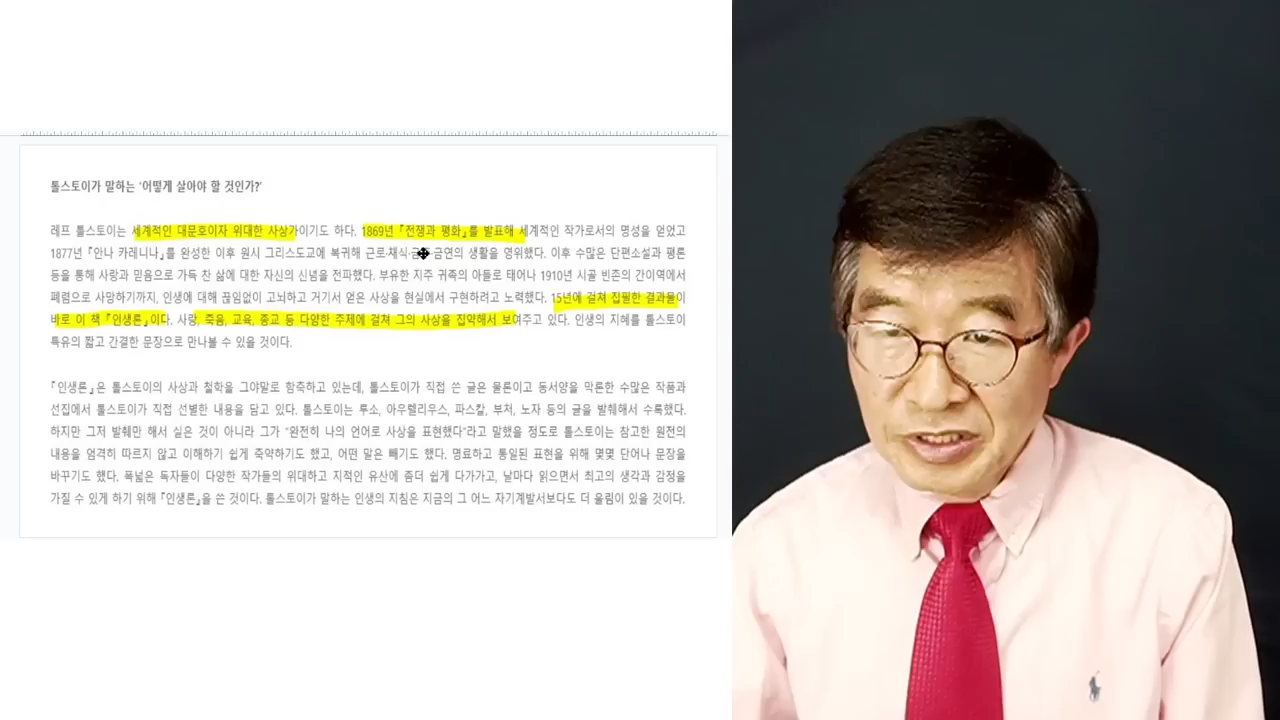 톨스토이가 말하는 '어떻게 살아야 할 것인가?'
레프 톨스토이는 세계적인 대문호이자 위대한 사상가이기도 하다. 1869년 『전쟁과 평화』를 발표해 세계적인 작가로서의 명성을 얻었고
1877년 『안나 카레니나』를 완성한 이후 원시 그리스도교에 복귀해 근로·채식· 금연의 생활을 영위했다. 이후 수많은 단편소설과 평론
등을 통해 사랑과 믿음으로 가득 찬 삶에 대한 자신의 신념을 전파했다. 부유한 지주 귀족의 아들로 태어나 1910년 시골 빈촌의 간이역에서
폐렴으로 사망하기까지, 인생에 대해 끊임없이 고뇌하고 거기서 얻은 사상을 현실에서 구현하려고 노력했다. 15년에 걸쳐 집필한 결과물이
바로 이 책 『인생론』이다. 사랑, 죽음, 교육, 종교 등 다양한 주제에 걸쳐 그의 사상을 집약해서 보여주고 있다. 인생의 지혜를 톨스토이
특유의 짧고 간결한 문장으로 만나볼 수 있을 것이다.
『인생론』은 톨스토이의 사상과 철학을 그야말로 함축하고 있는데, 톨스토이가 직접 쓴 글은 물론이고 동서양을 막론한 수많은 작품과
선집에서 톨스토이가 직접 선별한 내용을 담고 있다. 톨스토이는 루소, 아우렐리우스, 파스칼, 부처, 노자 등의 글을 발췌해서 수록했다.
하지만 그저 발췌만 해서 실은 것이 아니라 그가 "완전히 나의 언어로 사상을 표현했다"라고 말했을 정도로 톨스토이는 참고한 원전의
내용을 엄격히 따르지 않고 이해하기 쉽게 축약하기도 했고, 어떤 말은 빼기도 했다. 명료하고 통일된 표현을 위해 몇몇 단어나 문장을
바꾸기도 했다. 폭넓은 독자들이 다양한 작가들의 위대하고 지적인 유산에 좀더 쉽게 다가가고, 날마다 읽으면서 최고의 생각과 감정을
가질 수 있게 하기 위해 『인생론』을 쓴 것이다. 톨스토이가 말하는 인생의 지침은 지금의 그 어느 자기계발서보다도 더 울림이 있을 것이다.